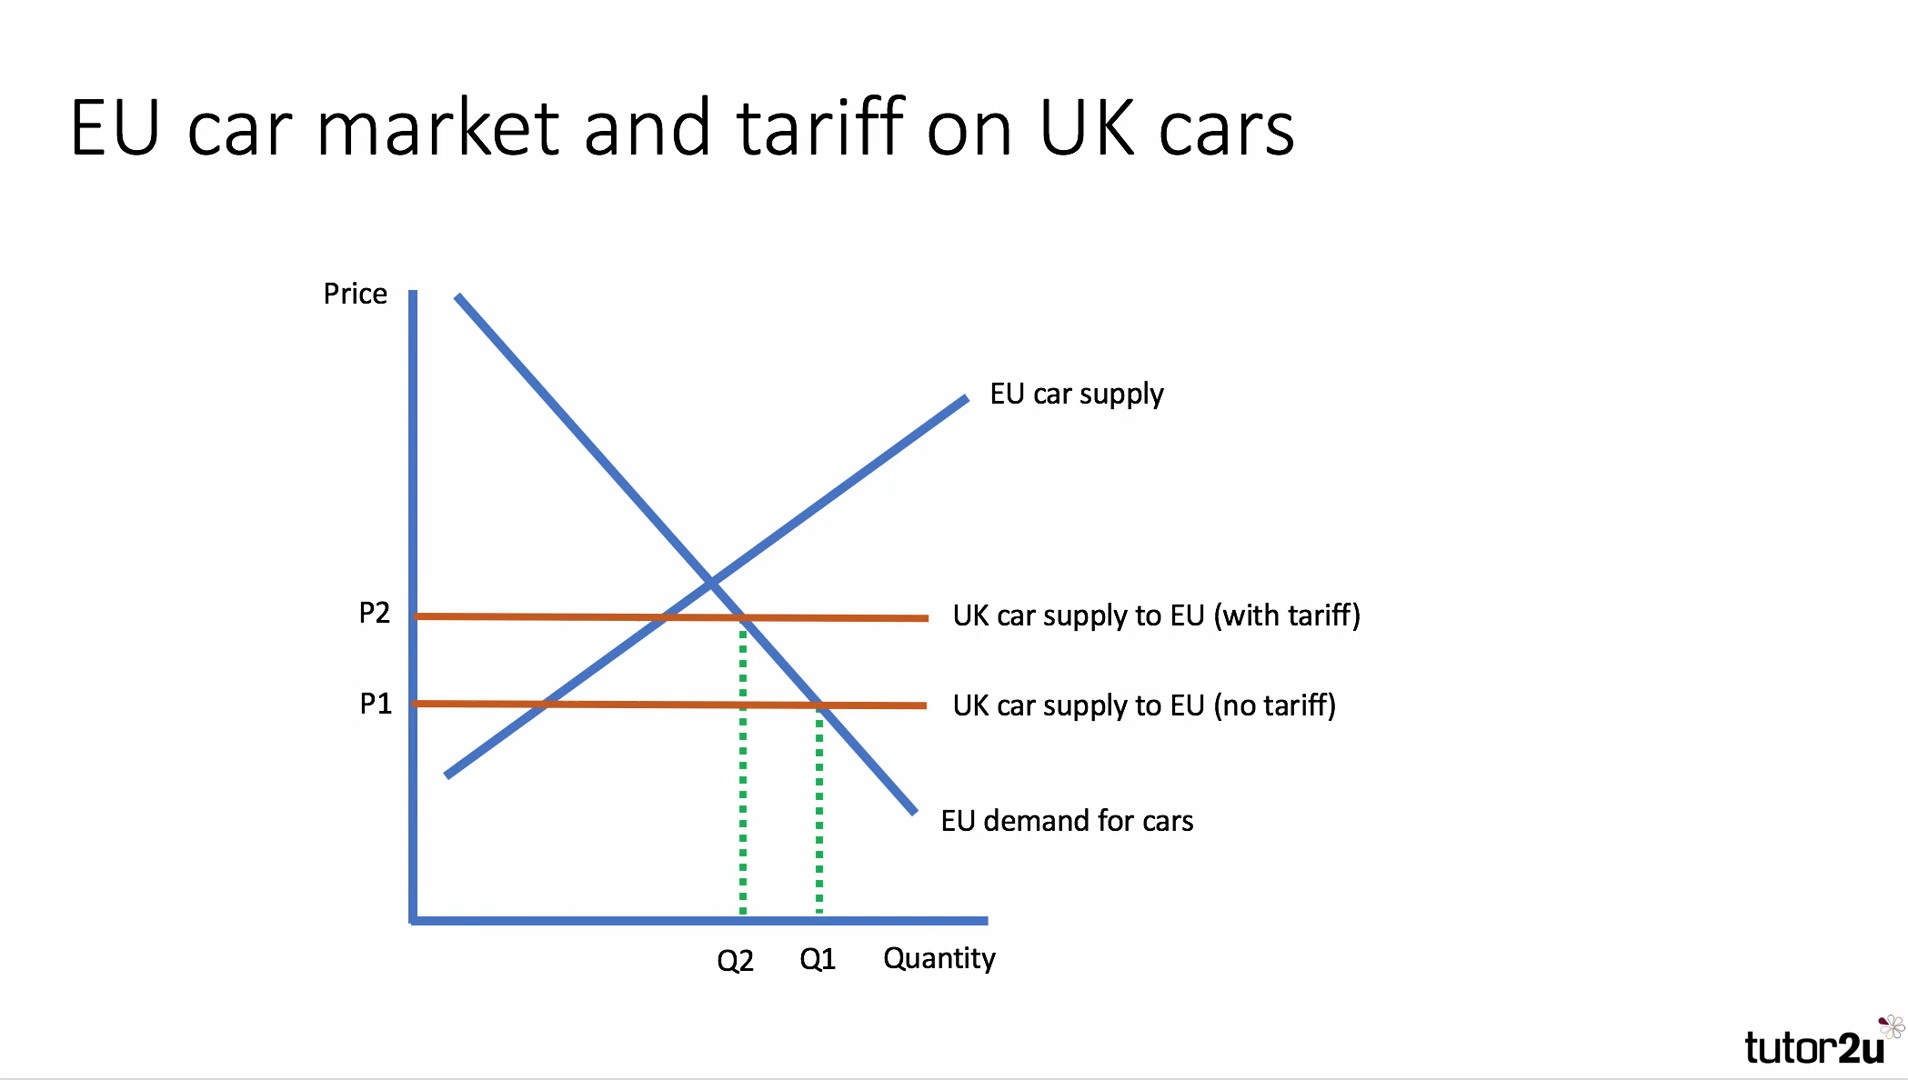 EU car market and tariff on UK cars
Price
EU car supply
P2
UK car supply to EU (with tariff)
P1
UK car supply to EU (no tariff)
EU demand for cars
Q2
Q1
Quantity
tutor2u